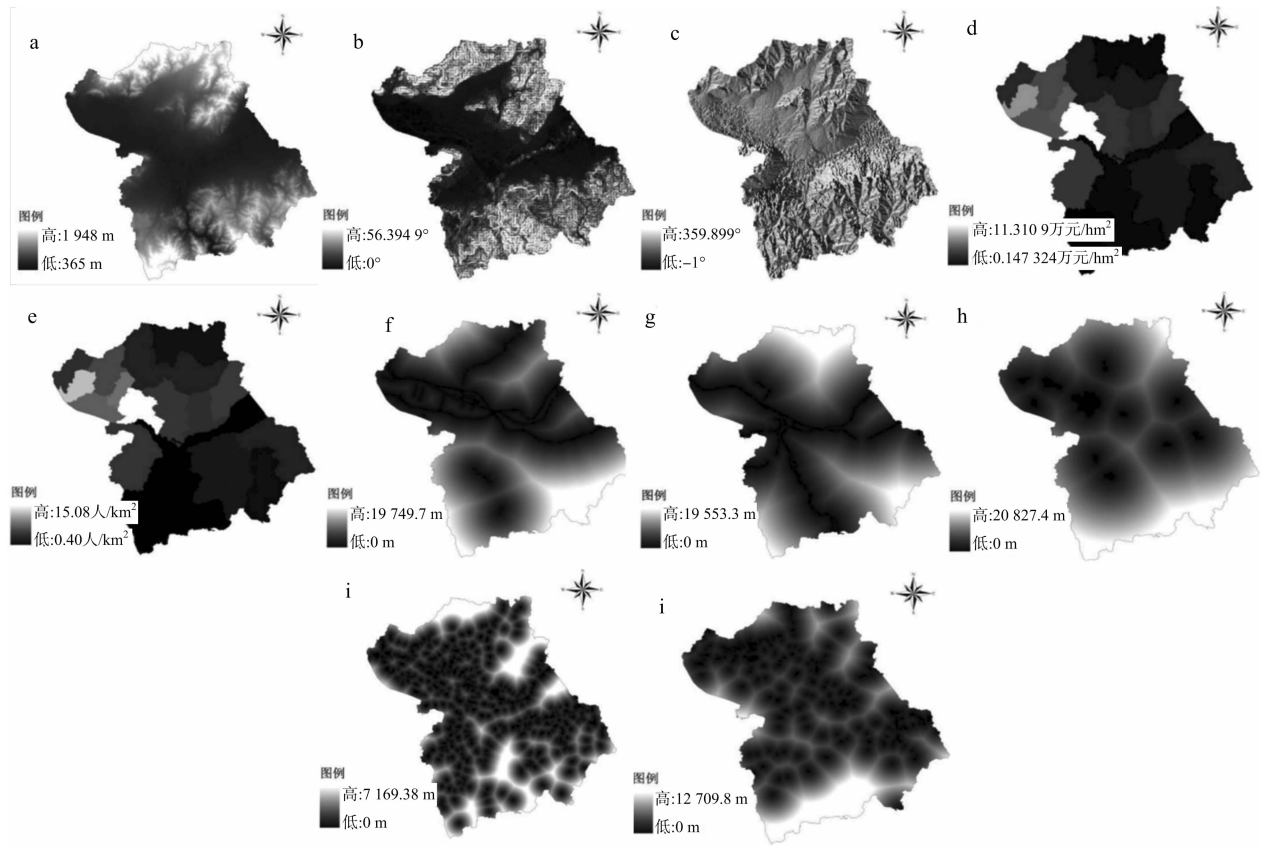 a
图例
高:1 948 m
低:365 m
b
图例
高:56.394 9°
低:0°
c
图例
高:359.899°
低:-1°
d
图例
高:11.310 9万元/hm²
低:0.147 324万元/hm²
e
图例
高:15.08人/km²
低:0.40人/km²
f
图例
高:19 749.7 m
低:0 m
g
图例
高:19 553.3 m
低:0 m
h
图例
高:20 827.4 m
低:0 m
i
图例
高:7 169.38 m
低:0 m
i
图例
高:12 709.8 m
低:0 m